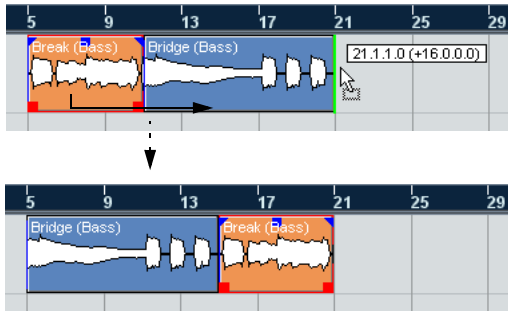 5 9 13 17 21 25 29
Break (Bass) Bridge (Bass)
21.1.1.0 (+16.0.0.0)
5 9 13 17 21 25 29
Bridge (Bass) Break (Bass)